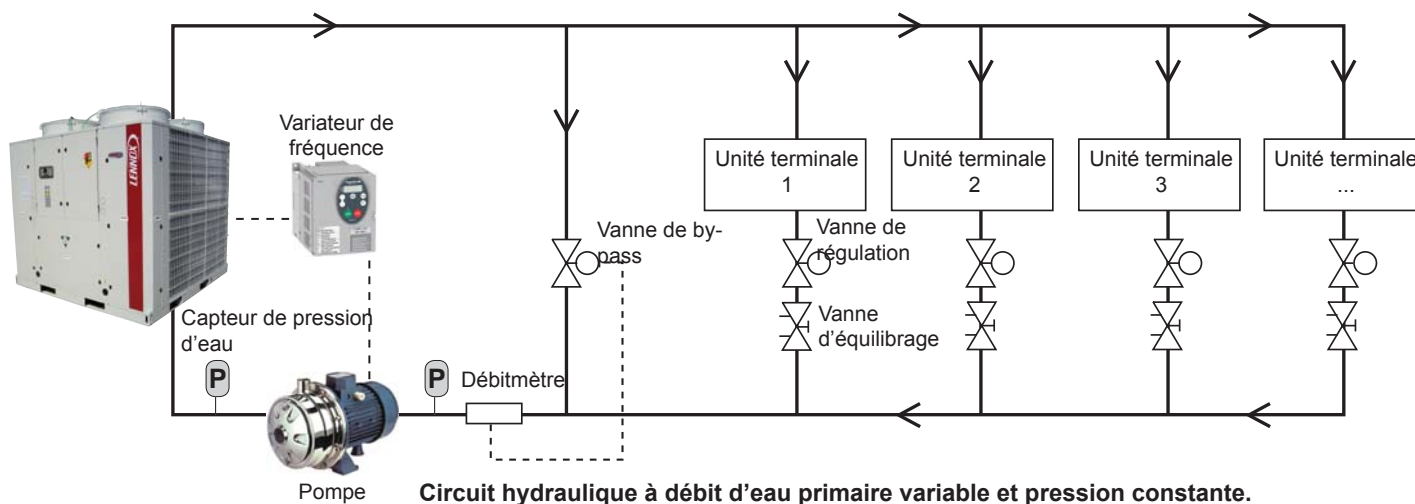 LENNOX
Variateur de
fréquence
Unité terminale
1
Unité terminale
2
Unité terminale
3
Unité terminale
...
Vanne de by-
pass
Vanne de
régulation
Vanne
d'équilibrage
Capteur de pression
d'eau
P
P
Débitmètre
Pompe
Circuit hydraulique à débit d'eau primaire variable et pression constante.